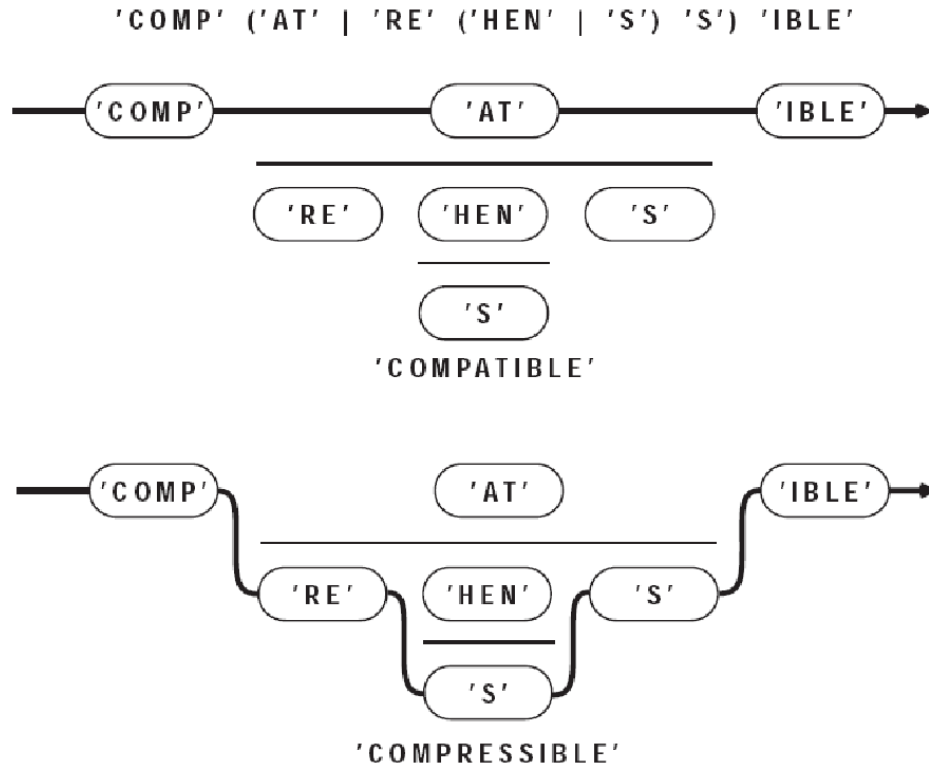 'COMP' ('AT' | 'RE' ('HEN' | 'S') 'S') 'IBLE'
'COMP' 'AT' 'IBLE'
'RE' 'HEN' 'S'
'S'
'COMPATIBLE'
'COMP' 'AT' 'IBLE'
'RE' 'HEN' 'S'
'S'
'COMPRESSIBLE'